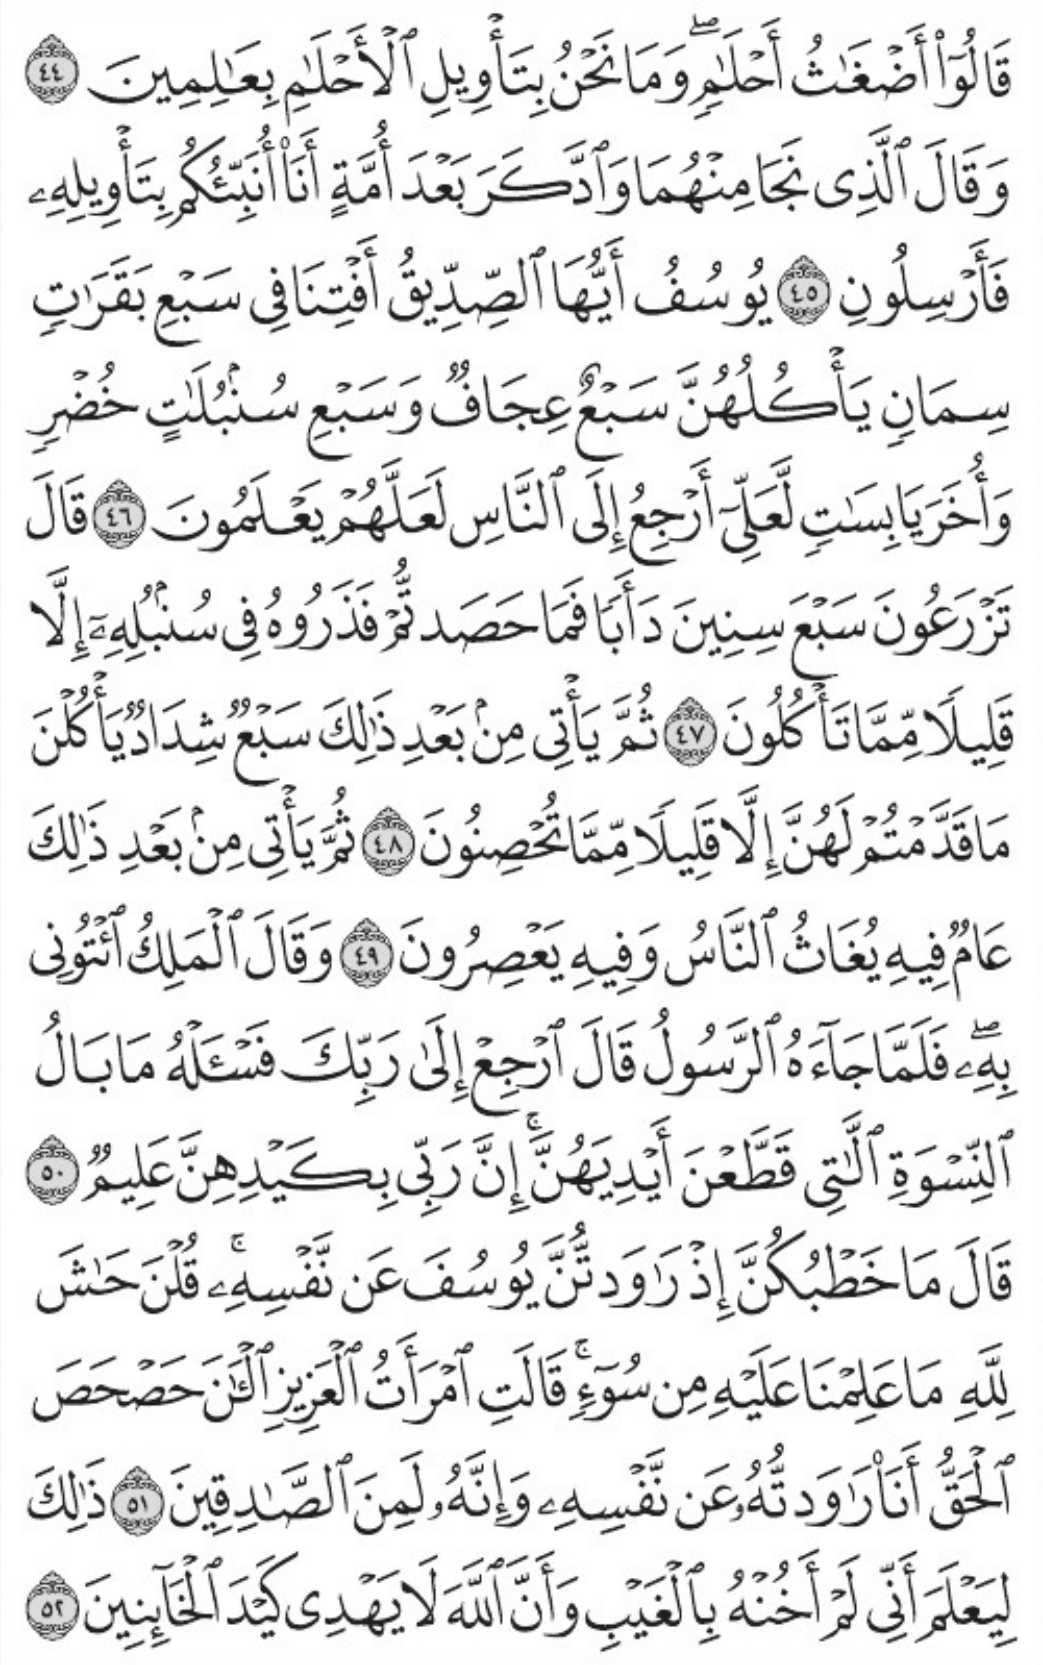 قَالُوٓا۟ أَضْغَٰثُ أَحْلَٰمٍۢ ۖ وَمَا نَحْنُ بِتَأْوِيلِ ٱلْأَحْلَٰمِ بِعَٰلِمِينَ ٤٤
وَقَالَ ٱلَّذِى نَجَا مِنْهُمَا وَٱدَّكَرَ بَعْدَ أُمَّةٍ أَنَا۠ أُنَبِّئُكُم بِتَأْوِيلِهِۦ
فَأَرْسِلُونِ ٤٥ يُوسُفُ أَيُّهَا ٱلصِّدِّيقُ أَفْتِنَا فِى سَبْعِ بَقَرَٰتٍۢ
سِمَانٍۢ يَأْكُلُهُنَّ سَبْعٌ عِجَافٌۭ وَسَبْعِ سُنۢبُلَٰتٍ خُضْرٍۢ
وَأُخَرَ يَابِسَٰتٍۢ لَّعَلِّىٓ أَرْجِعُ إِلَى ٱلنَّاسِ لَعَلَّهُمْ يَعْلَمُونَ ٤٦ قَالَ
تَزْرَعُونَ سَبْعَ سِنِينَ دَأَبًۭا فَمَا حَصَدتُّمْ فَذَرُوهُ فِى سُنۢبُلِهِۦٓ إِلَّا
قَلِيلًۭا مِّمَّا تَأْكُلُونَ ٤٧ ثُمَّ يَأْتِى مِنۢ بَعْدِ ذَٰلِكَ سَبْعٌۭ شِدَادٌۭ يَأْكُلْنَ
مَا قَدَّمْتُمْ لَهُنَّ إِلَّا قَلِيلًۭا مِّمَّا تُحْصِنُونَ ٤٨ ثُمَّ يَأْتِى مِنۢ بَعْدِ ذَٰلِكَ
عَامٌۭ فِيهِ يُغَاثُ ٱلنَّاسُ وَفِيهِ يَعْصِرُونَ ٤٩ وَقَالَ ٱلْمَلِكُ ٱئْتُونِى
بِهِۦ ۖ فَلَمَّا جَآءَهُ ٱلرَّسُولُ قَالَ ٱرْجِعْ إِلَىٰ رَبِّكَ فَسْـَٔلْهُ مَا بَالُ
ٱلنِّسْوَةِ ٱلَّٰتِى قَطَّعْنَ أَيْدِيَهُنَّ ۚ إِنَّ رَبِّى بِكَيْدِهِنَّ عَلِيمٌۭ ٥٠
قَالَ مَا خَطْبُكُنَّ إِذْ رَٰوَدتُّنَّ يُوسُفَ عَن نَّفْسِهِۦ ۚ قُلْنَ حَٰشَ
لِلَّهِ مَا عَلِمْنَا عَلَيْهِ مِن سُوٓءٍۢ ۚ قَالَتِ ٱمْرَأَتُ ٱلْعَزِيزِ ٱلْـَٰٔنَ حَصْحَصَ
ٱلْحَقُّ أَنَا۠ رَٰوَدتُّهُۥ عَن نَّفْسِهِۦ وَإِنَّهُۥ لَمِنَ ٱلصَّٰدِقِينَ ٥١ ذَٰلِكَ
لِيَعْلَمَ أَنِّى لَمْ أَخُنْهُ بِٱلْغَيْبِ وَأَنَّ ٱللَّهَ لَا يَهْدِى كَيْدَ ٱلْخَآئِنِينَ ٥٢